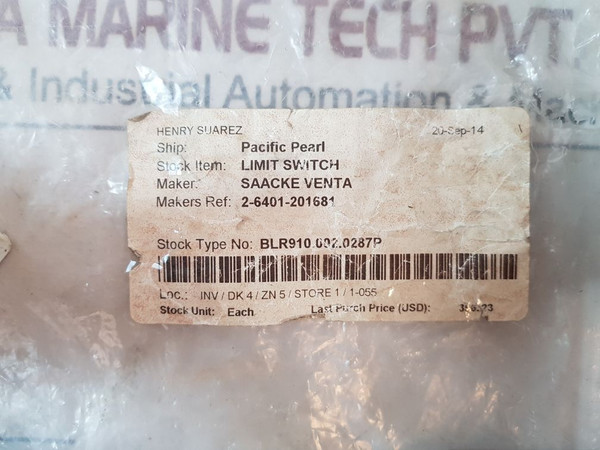 A MARINE TECH PVT.
& Industrial Automation &
HENRY SUAREZ 20-Sep-14
Ship: Pacific Pearl
Stock Item: LIMIT SWITCH
Maker: SAACKE VENTA
Makers Ref: 2-6401-201681
Stock Type No: BLR910.002.0287P
Loc.: INV / DK 4 / ZN 5 / STORE 1 / 1-055
Stock Unit: Each Last Purch Price (USD):